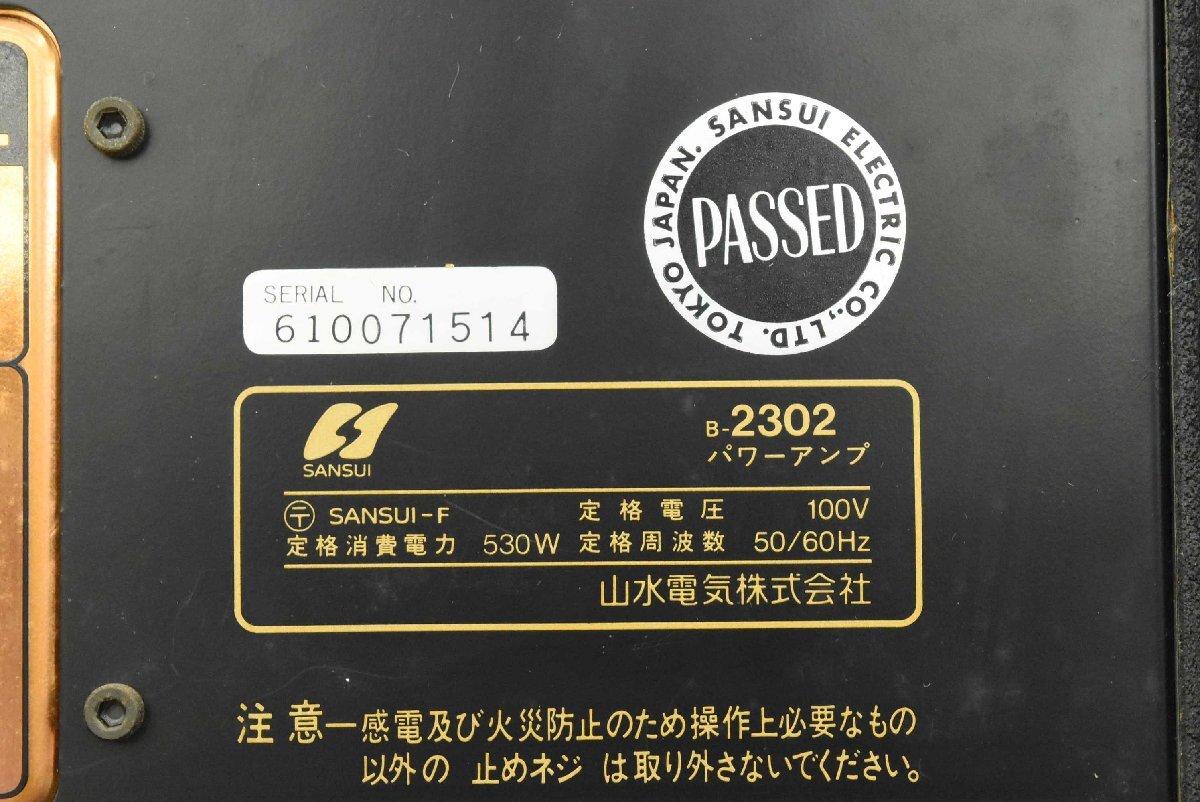 SANSUI ELECTRIC CO., LTD. TOKYO JAPAN.
PASSED
SERIAL NO.
610071514
SANSUI
B-2302
パワーアンプ
〶 SANSUI-F 定格電圧 100V
定格消費電力 530W 定格周波数 50/60Hz
山水電気株式会社
注意―感電及び火災防止のため操作上必要なもの
以外の 止めネジ は取り外さないでください。